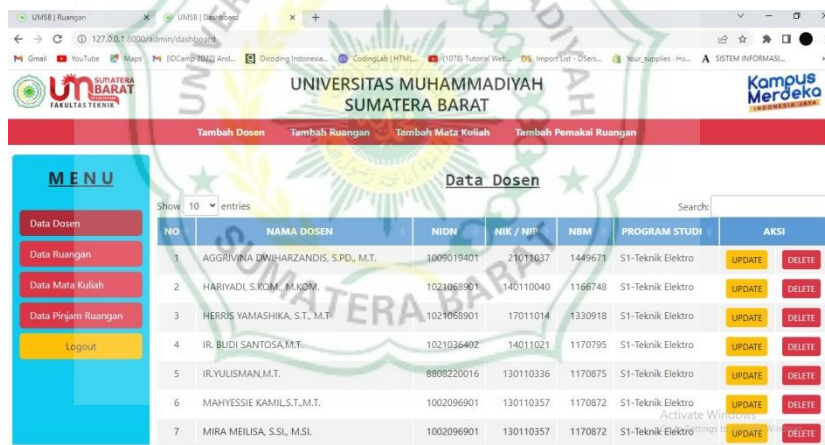 UMSB | Ruangan
UMSB | Dashboard
127.0.0.1:8000/admin/dashboard
Gmail YouTube Maps [IDCamp 2022] And... Dicoding Indonesia... CodingLab | HTML... (1078) Tutorial Web... Import List - DSers... Your_supplies - Ho... SISTEM INFORMASI...
UM SUMATERA BARAT
FAKULTAS TEKNIK
UNIVERSITAS MUHAMMADIYAH
SUMATERA BARAT
Kampus
Merdeka
INDONESIA JAYA
Tambah Dosen Tambah Ruangan Tambah Mata Kuliah Tambah Pemakai Ruangan
MENU
Data Dosen
Data Ruangan
Data Mata Kuliah
Data Pinjam Ruangan
Logout
Data Dosen
Show 10 entries Search:
NO NAMA DOSEN NIDN NIK / NIP NBM PROGRAM STUDI AKSI
1 AGGRIVINA DWIHARZANDIS, S.PD., M.T. 1009019401 21011037 1449671 S1-Teknik Elektro UPDATE DELETE
2 HARIYADI, S.KOM., M.KOM. 1021068901 140110040 1166748 S1-Teknik Elektro UPDATE DELETE
3 HERRIS YAMASHIKA, S.T., M.T 1021068901 17011014 1330918 S1-Teknik Elektro UPDATE DELETE
4 IR. BUDI SANTOSA,M.T. 1021036402 14011021 1170795 S1-Teknik Elektro UPDATE DELETE
5 IR.YULISMAN,M.T. 8808220016 130110336 1170875 S1-Teknik Elektro UPDATE DELETE
6 MAHYESSIE KAMIL,S.T.,M.T. 1002096901 130110357 1170872 S1-Teknik Elektro UPDATE DELETE
7 MIRA MEILISA, S.SI., M.SI. 1002096901 130110357 1170872 S1-Teknik Elektro UPDATE DELETE
Activate Windows
SUMATERA BARAT